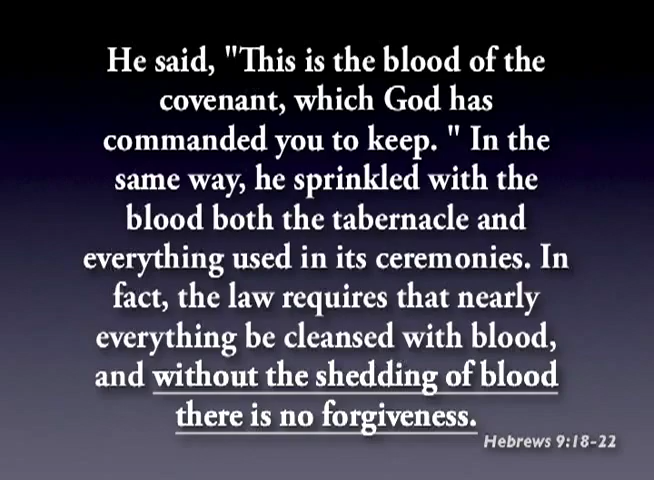 He said, "This is the blood of the
covenant, which God has
commanded you to keep. " In the
same way, he sprinkled with the
blood both the tabernacle and
everything used in its ceremonies. In
fact, the law requires that nearly
everything be cleansed with blood,
and without the shedding of blood
there is no forgiveness.
Hebrews 9:18-22